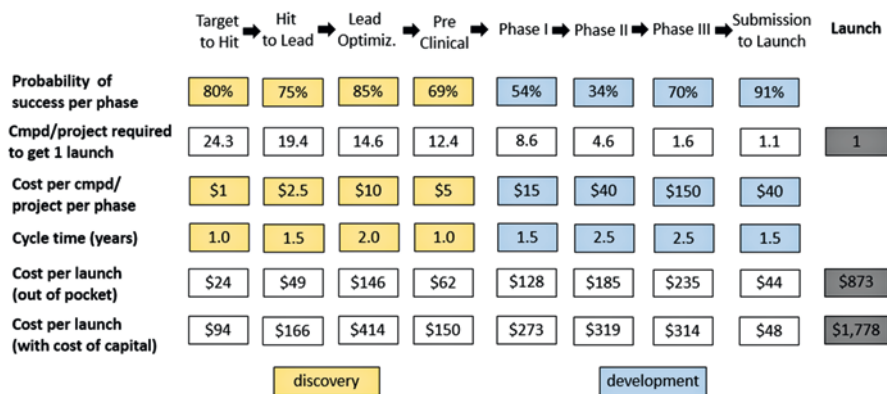 Target to Hit
Hit to Lead
Lead Optimiz.
Pre Clinical
Phase I
Phase II
Phase III
Submission to Launch
Launch
Probability of success per phase
80% 75% 85% 69% 54% 34% 70% 91%
Cmpd/project required to get 1 launch
24.3 19.4 14.6 12.4 8.6 4.6 1.6 1.1 1
Cost per cmpd/ project per phase
$1 $2.5 $10 $5 $15 $40 $150 $40
Cycle time (years)
1.0 1.5 2.0 1.0 1.5 2.5 2.5 1.5
Cost per launch (out of pocket)
$24 $49 $146 $62 $128 $185 $235 $44 $873
Cost per launch (with cost of capital)
$94 $166 $414 $150 $273 $319 $314 $48 $1,778
discovery
development